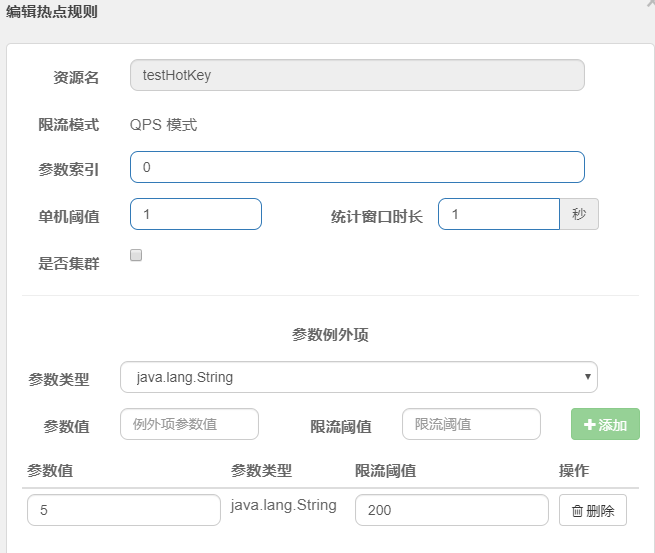 编辑热点规则
资源名 testHotKey
限流模式 QPS 模式
参数索引 0
单机阈值 1 统计窗口时长 1 秒
是否集群
参数例外项
参数类型 java.lang.String
参数值 例外项参数值 限流阈值 限流阈值 添加
参数值 参数类型 限流阈值 操作
5 java.lang.String 200 删除